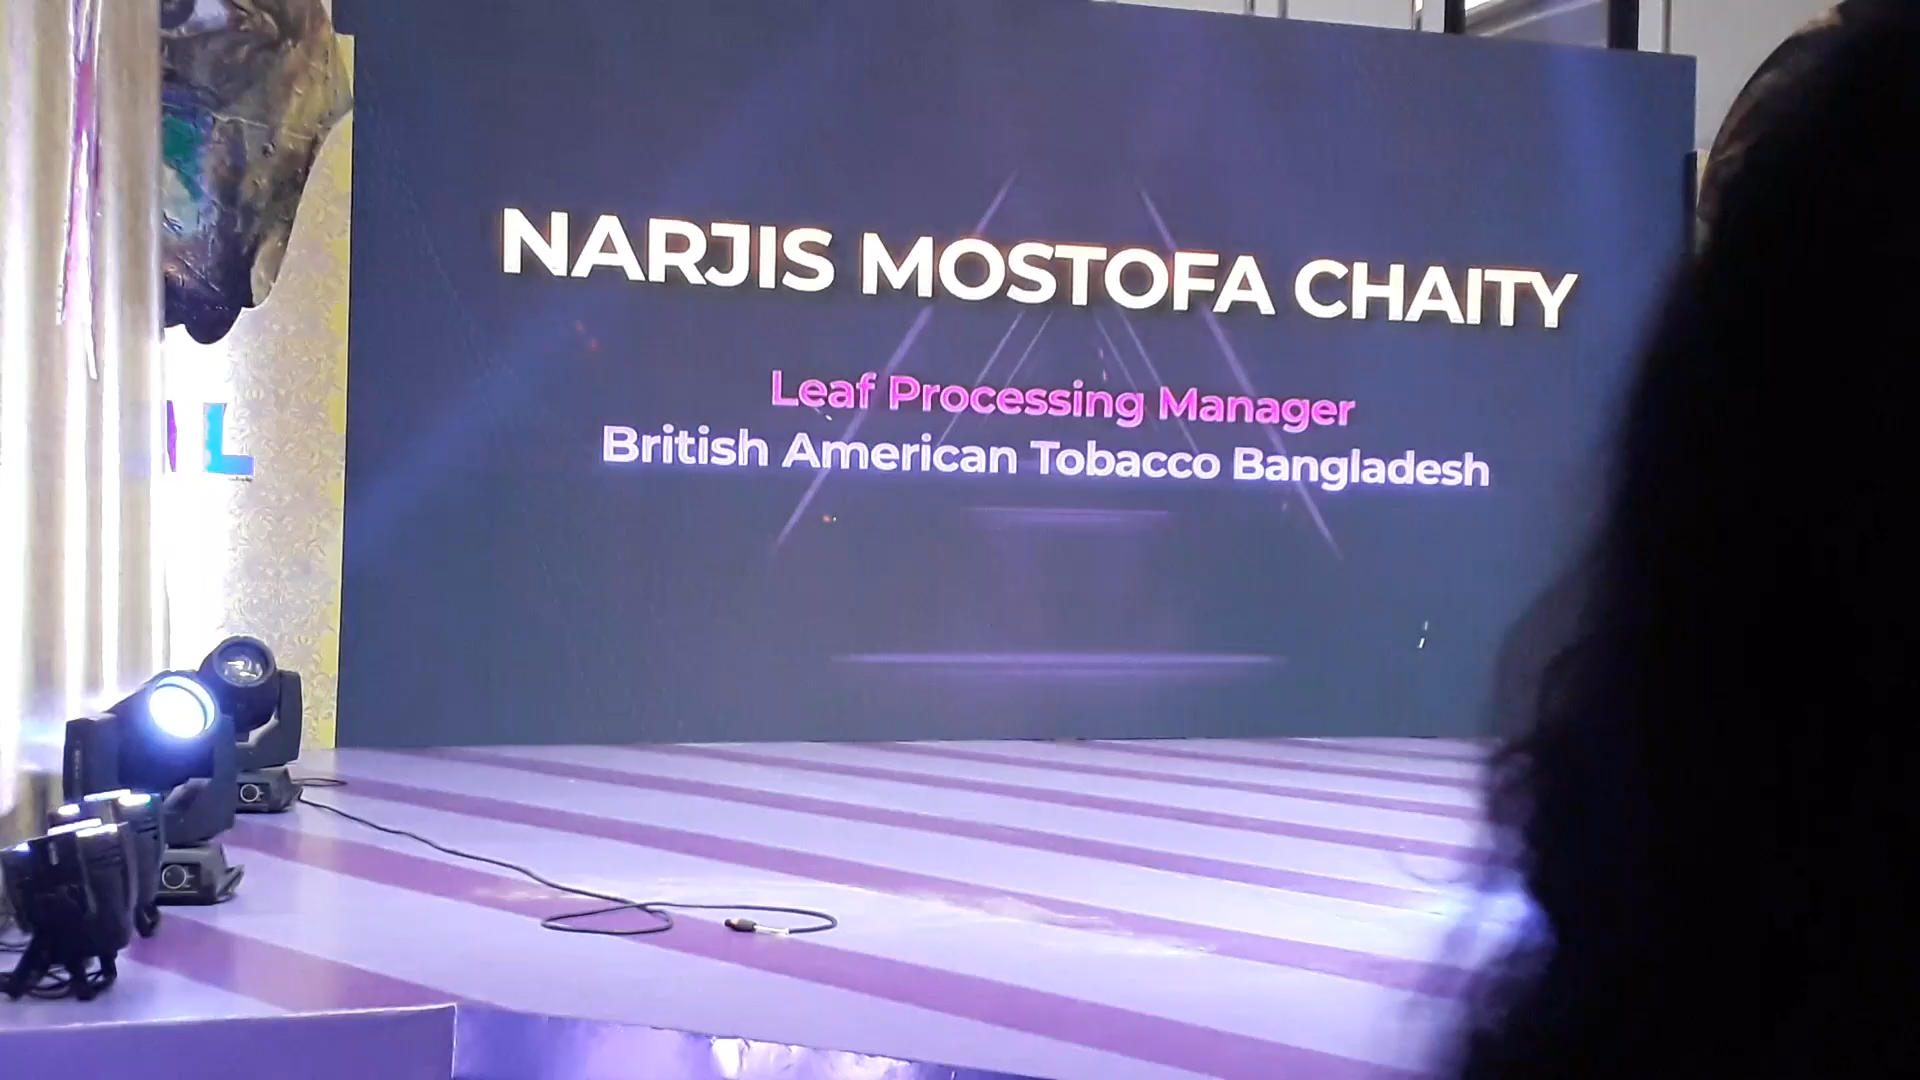 NARJIS MOSTOFA CHAITY
Leaf Processing Manager
British American Tobacco Bangladesh
L